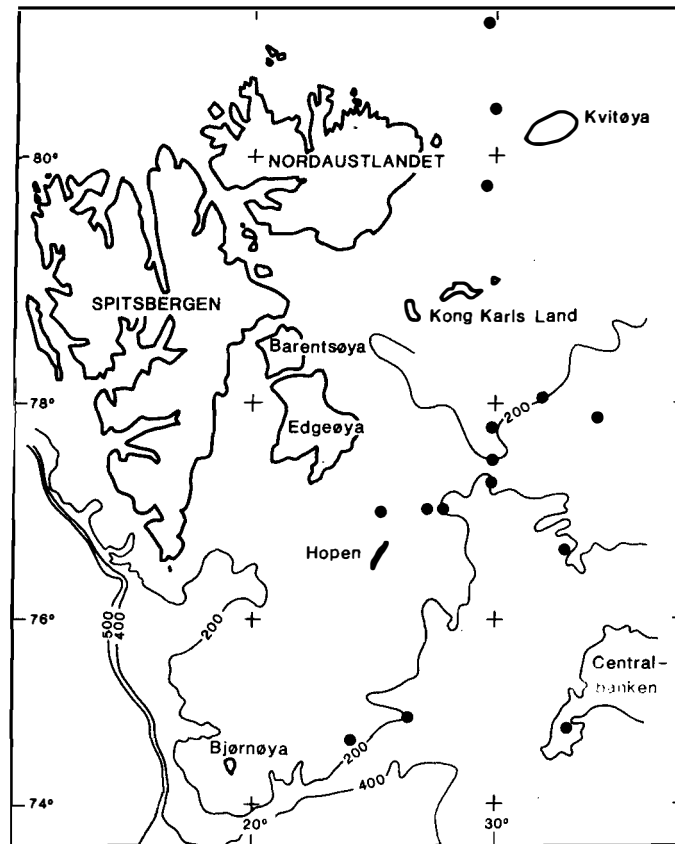 Kvitøya
80°
NORDAUSTLANDET
SPITSBERGEN
Kong Karls Land
Barentsøya
78°
200
Edgeøya
Hopen
500
400
200
76°
Central-
banken
Bjørnøya
200
400
74°
20°
30°